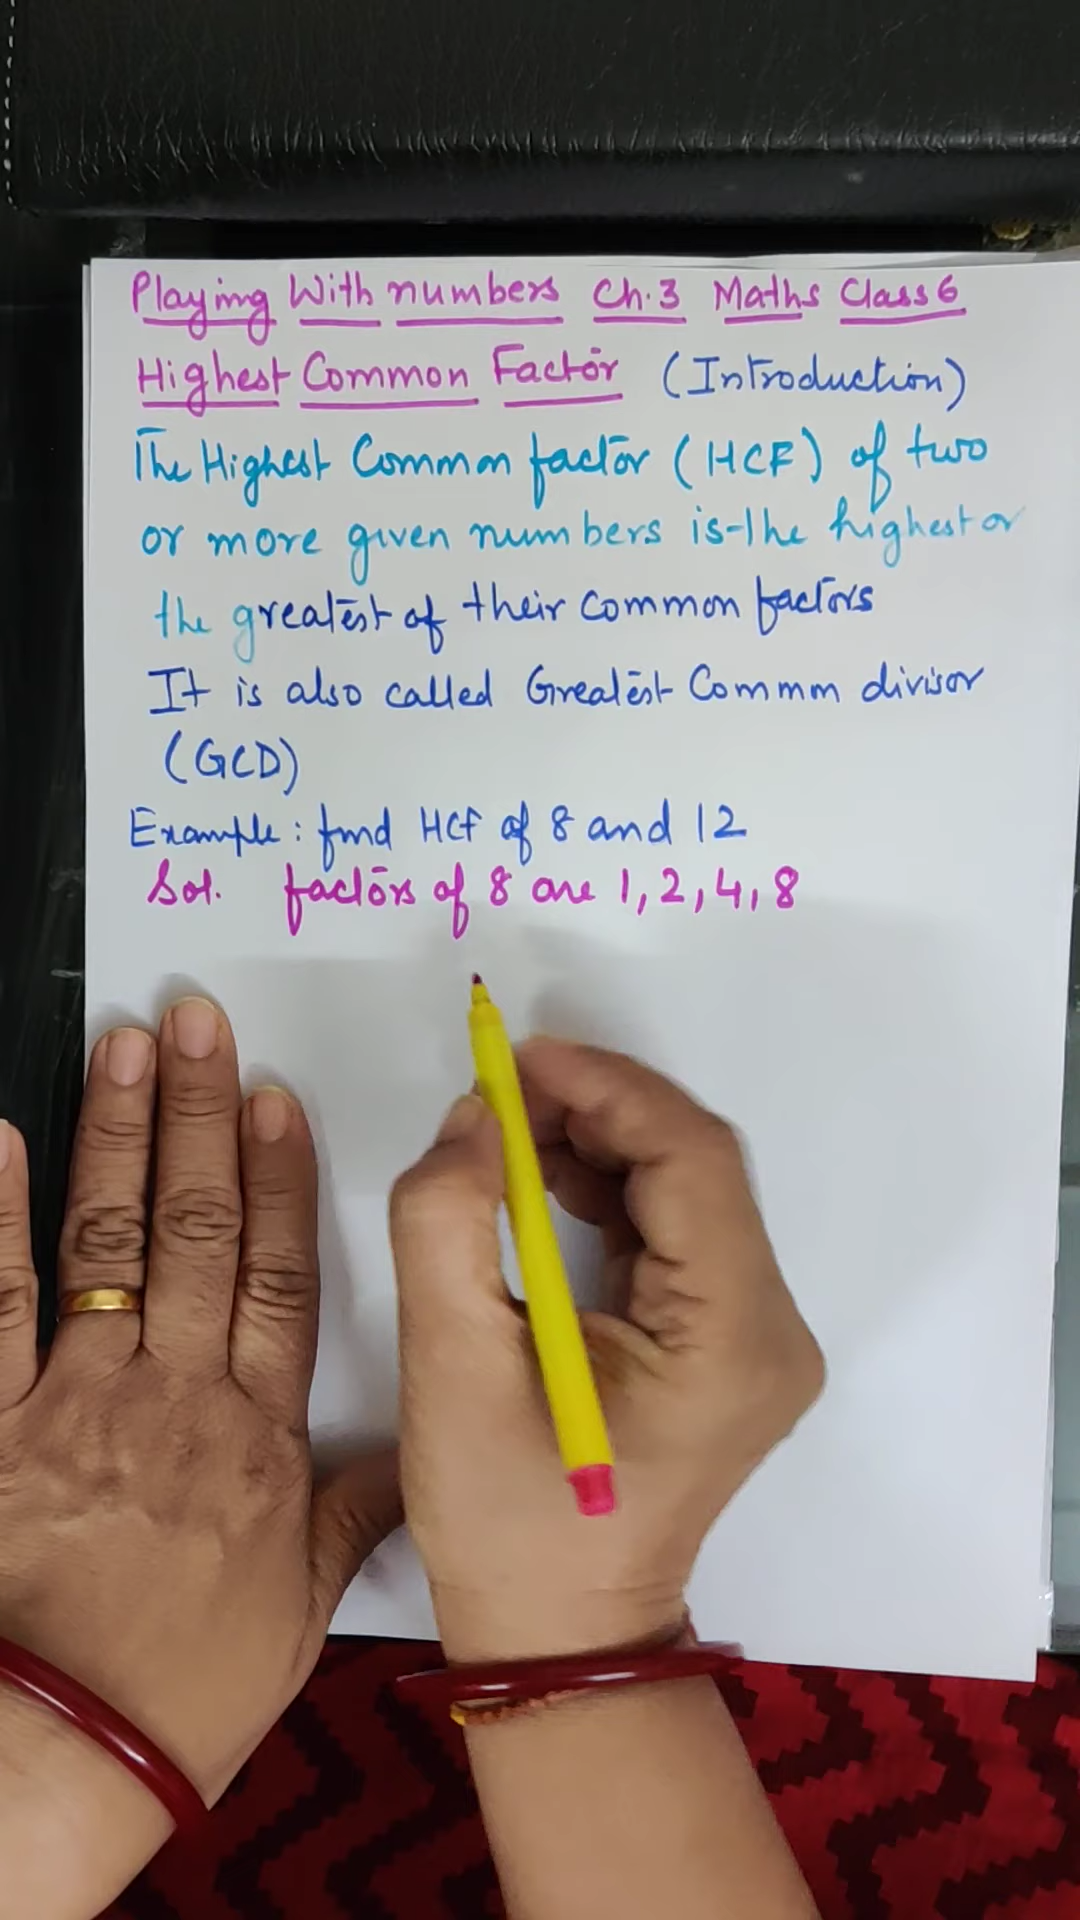 Playing With numbers Ch.3 Maths Class 6
Highest Common Factor (Introduction)
The Highest Common factor (HCF) of two
or more given numbers is the highest or
the greatest of their common factors
It is also called Greatest Common divisor
(GCD)
Example: find HCF of 8 and 12
Sol. factors of 8 are 1, 2, 4, 8